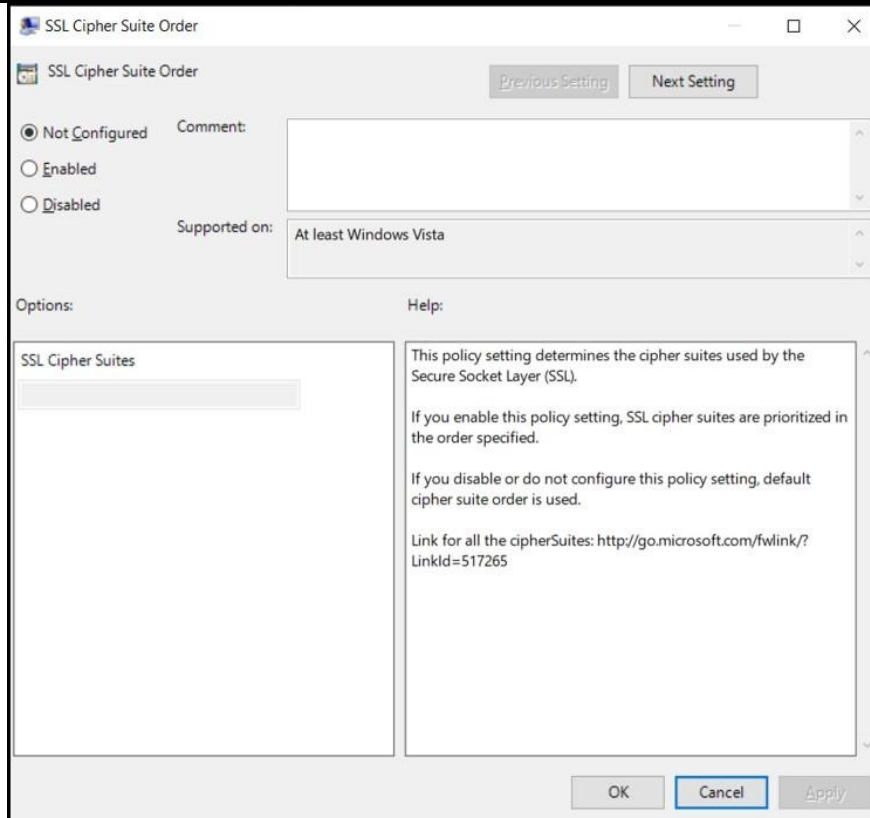 SSL Cipher Suite Order
SSL Cipher Suite Order
Previous Setting
Next Setting
Not Configured
Comment:
Enabled
Disabled
Supported on:
At least Windows Vista
Options:
Help:
SSL Cipher Suites
This policy setting determines the cipher suites used by the
Secure Socket Layer (SSL).
If you enable this policy setting, SSL cipher suites are prioritized in
the order specified.
If you disable or do not configure this policy setting, default
cipher suite order is used.
Link for all the cipherSuites: http://go.microsoft.com/fwlink/?
LinkId=517265
OK
Cancel
Apply